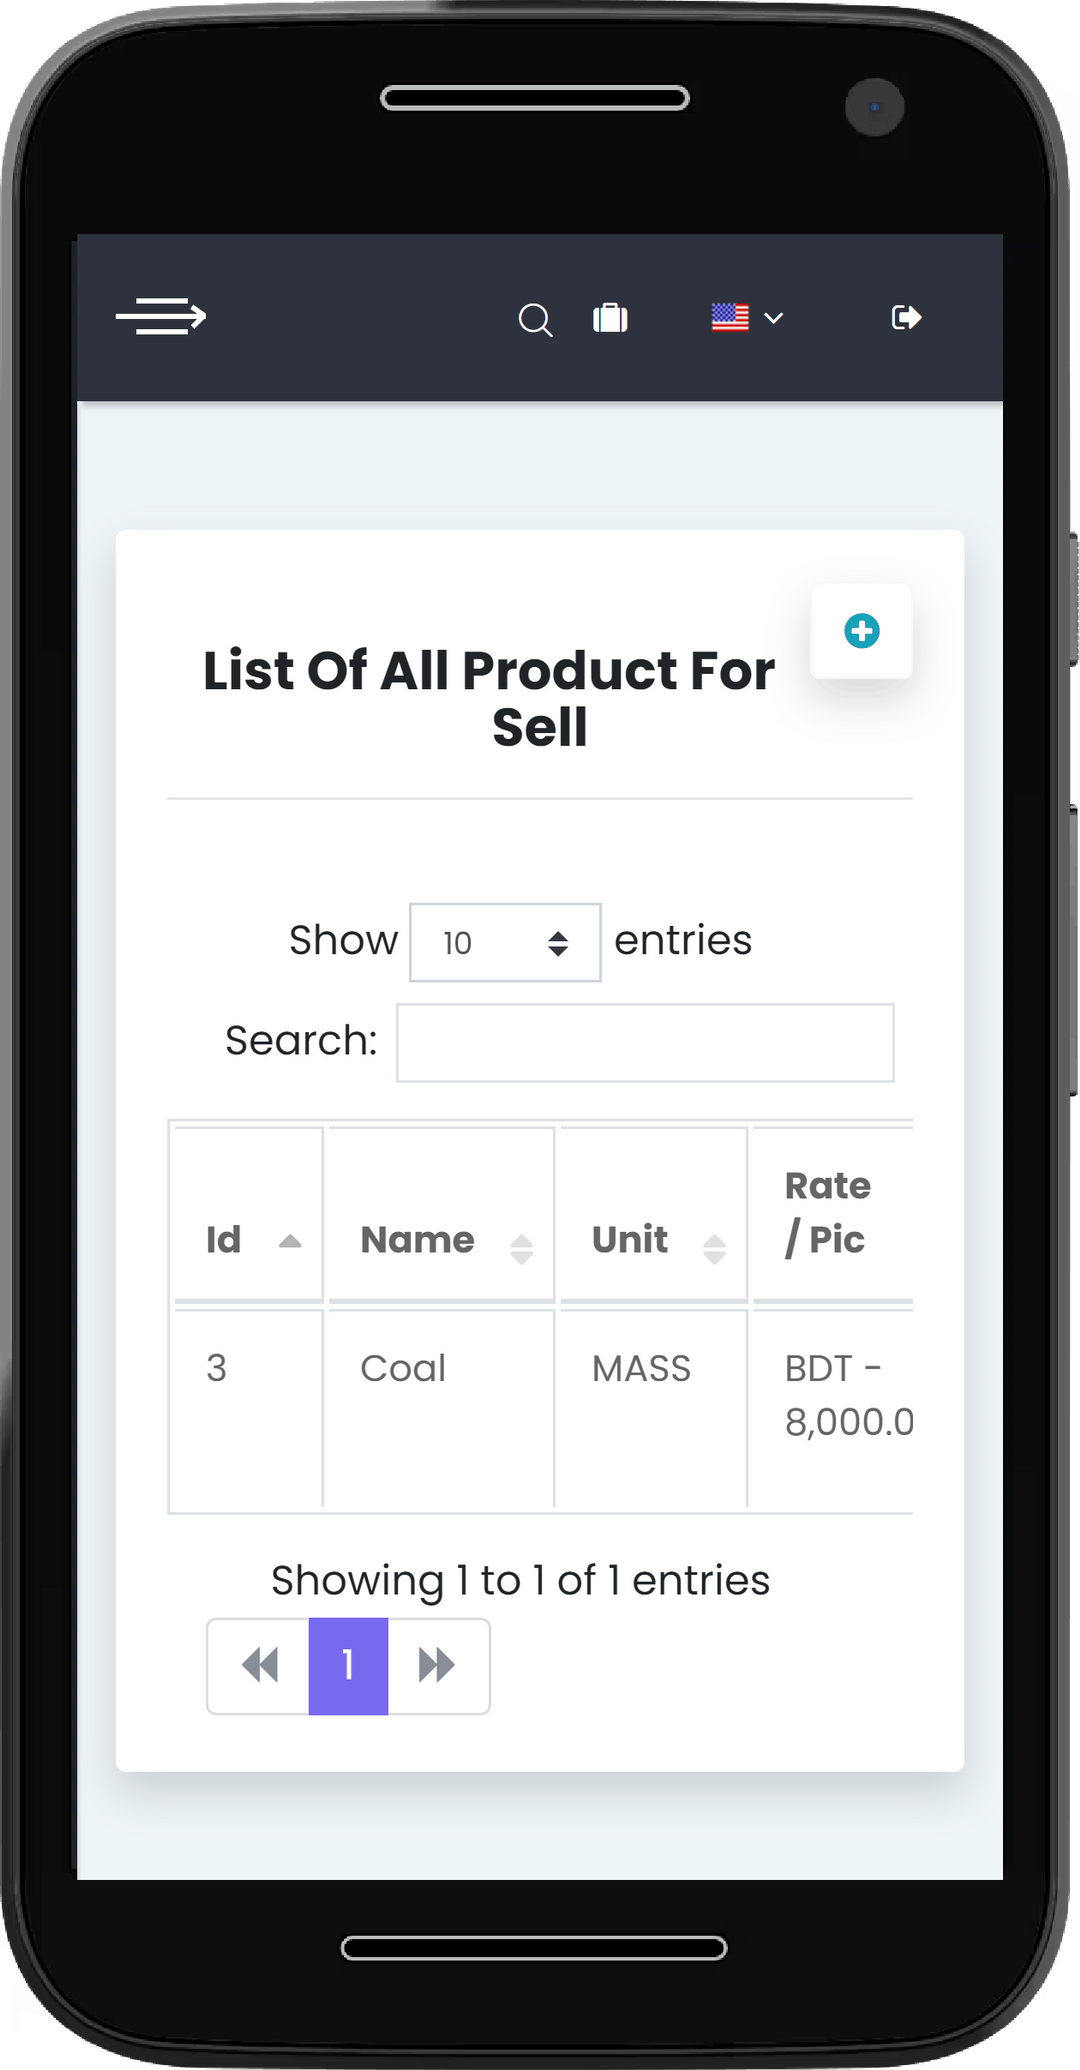 List Of All Product For
Sell
Show 10 entries
Search:
Id Name Unit Rate
/ Pic
3 Coal MASS BDT -
8,000.0
Showing 1 to 1 of 1 entries
1